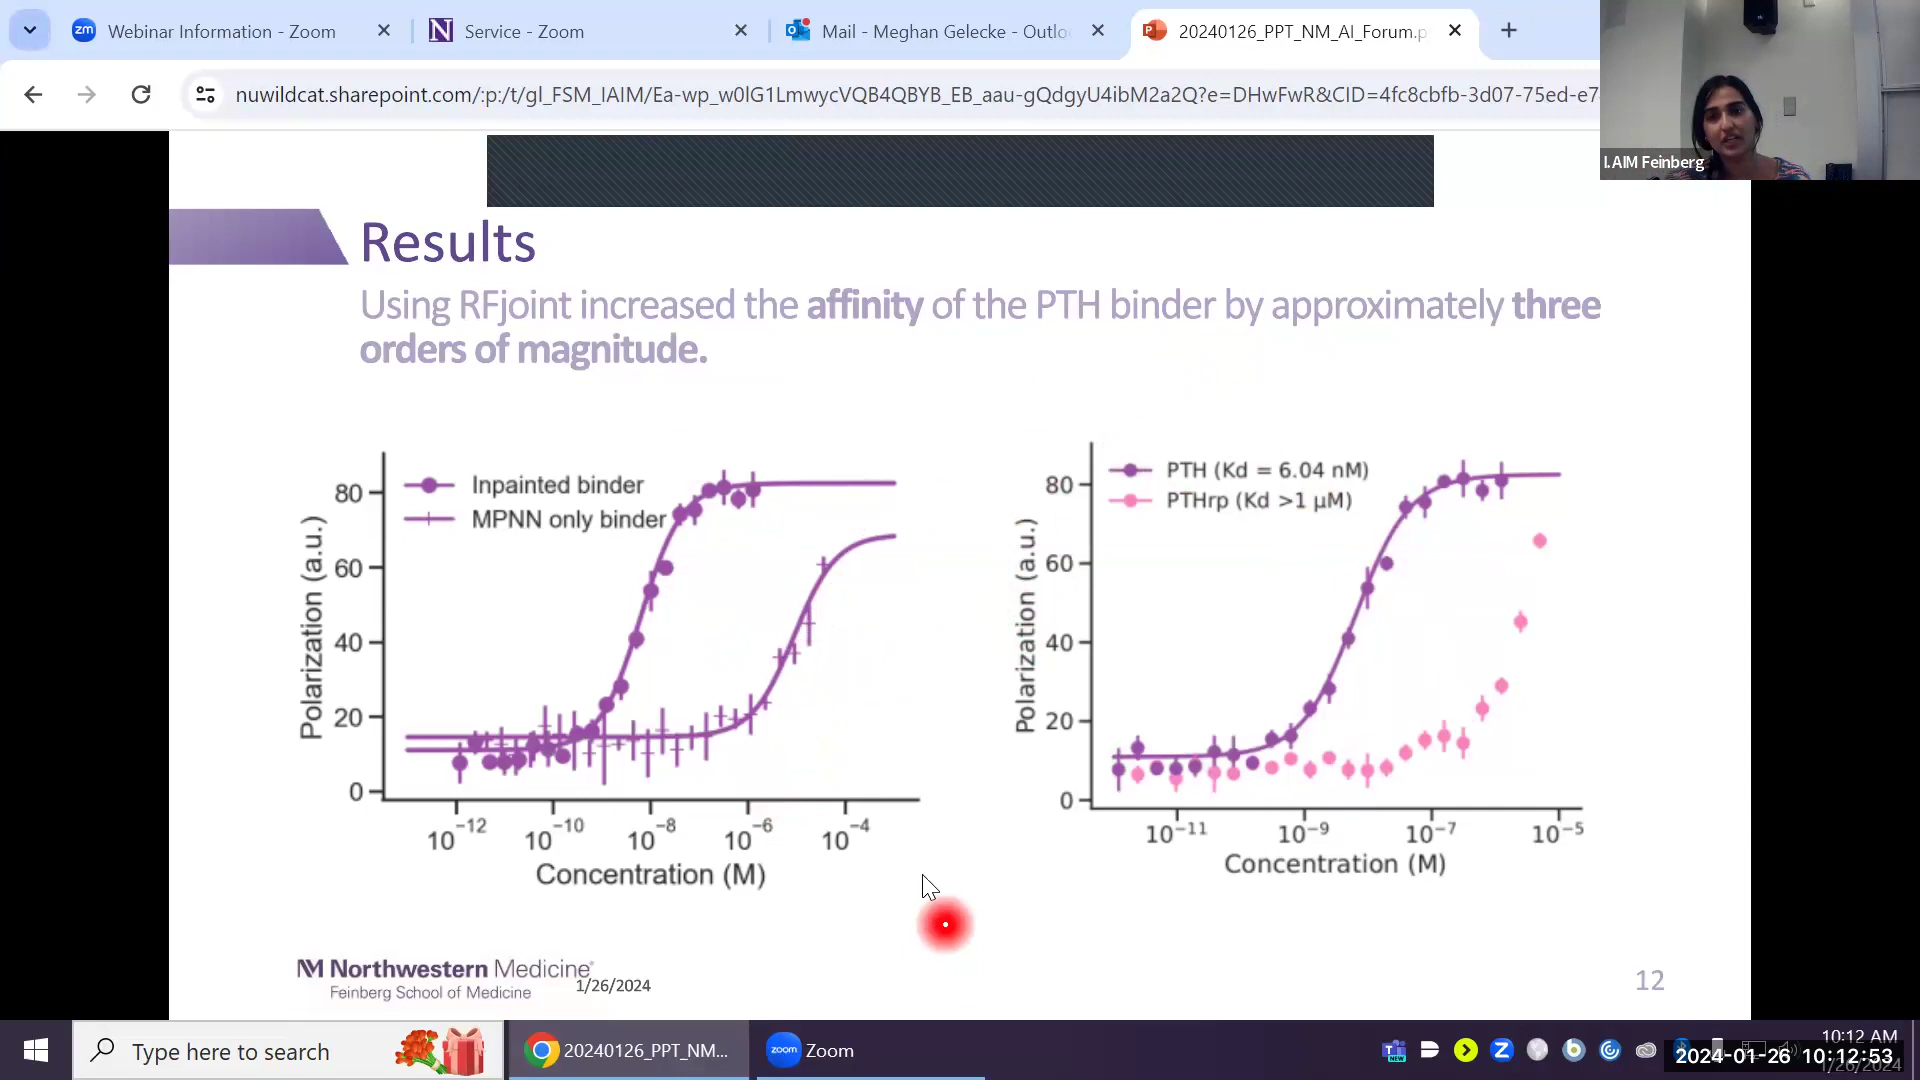 Webinar Information - Zoom
Service - Zoom
Mail - Meghan Gelecke - Outlo
20240126_PPT_NM_AI_Forum.p
nuwildcat.sharepoint.com/:p:/t/gl_FSM_IAIM/Ea-wp_w0lG1LmwycVQB4QBYB_EB_aau-gQdgyU4ibM2a2Q?e=DHwFwR&CID=4fc8cbfb-3d07-75ed-e7
I.AIM Feinberg
Results
Using RFjoint increased the affinity of the PTH binder by approximately three
orders of magnitude.
Inpainted binder
MPNN only binder
Polarization (a.u.)
80
60
40
20
0
10⁻¹² 10⁻¹⁰ 10⁻⁸ 10⁻⁶ 10⁻⁴
Concentration (M)
PTH (Kd = 6.04 nM)
PTHrp (Kd >1 μM)
Polarization (a.u.)
80
60
40
20
0
10⁻¹¹ 10⁻⁹ 10⁻⁷ 10⁻⁵
Concentration (M)
NM Northwestern Medicine®
Feinberg School of Medicine
1/26/2024
12
Type here to search
20240126_PPT_NM...
zoom
Zoom
10:12 AM
2024-01-26 10:12:53
1/26/2024